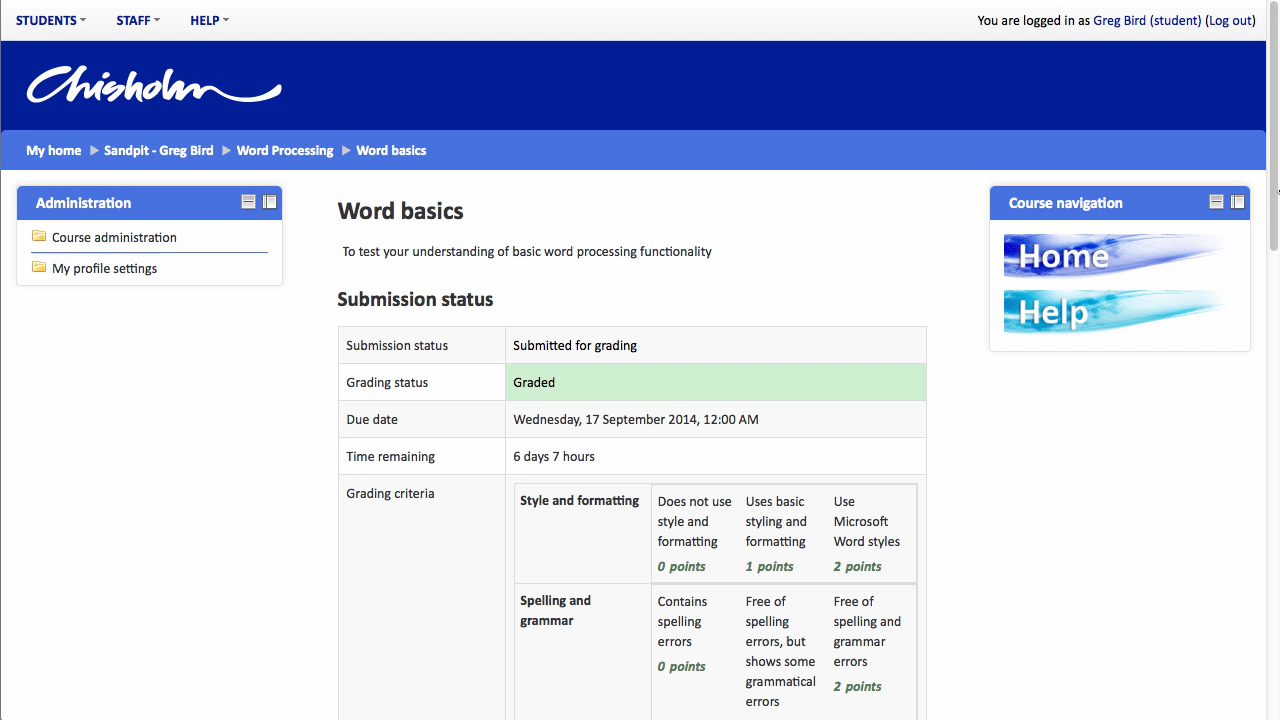 STUDENTS STAFF HELP You are logged in as Greg Bird (student) (Log out)
Chisholm
My home Sandpit - Greg Bird Word Processing Word basics
Administration
Course administration
My profile settings
Word basics
To test your understanding of basic word processing functionality
Submission status
Submission status Submitted for grading
Grading status Graded
Due date Wednesday, 17 September 2014, 12:00 AM
Time remaining 6 days 7 hours
Grading criteria
Style and formatting
Does not use
style and
formatting
0 points
Uses basic
styling and
formatting
1 points
Use
Microsoft
Word styles
2 points
Spelling and
grammar
Contains
spelling
errors
0 points
Free of
spelling
errors, but
shows some
grammatical
errors
Free of
spelling and
grammar
errors
2 points
Course navigation
Home
Help